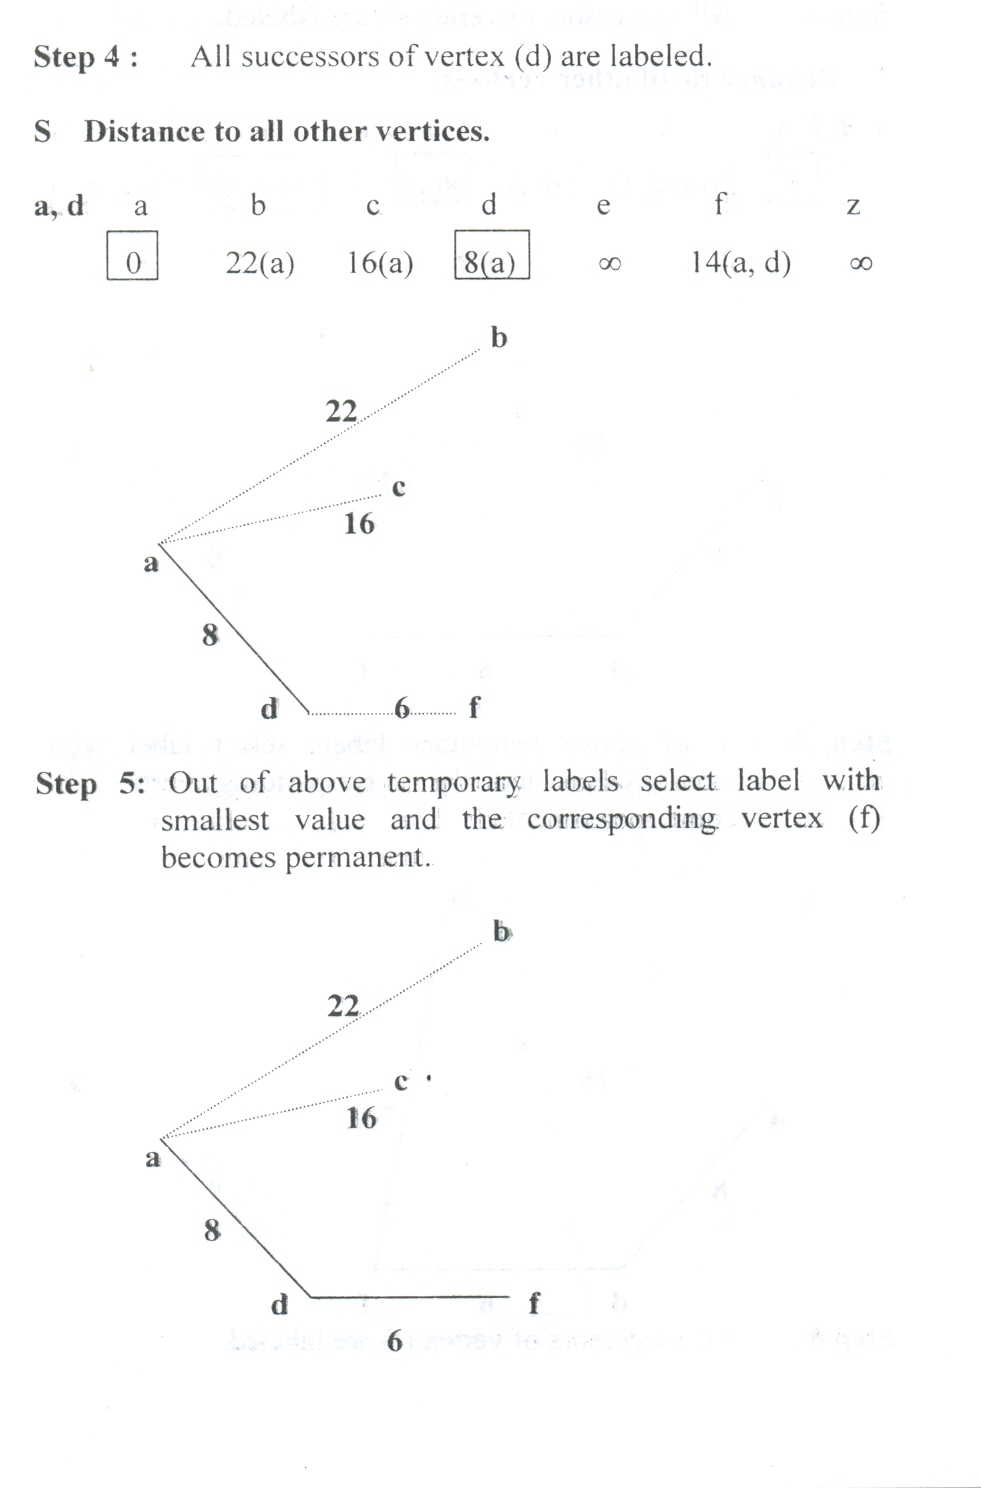 Step 4 : All successors of vertex (d) are labeled.
S Distance to all other vertices.
a, d a b c d e f z
0 22(a) 16(a) 8(a) ∞ 14(a, d) ∞
b
22
c
16
a
8
d 6 f
Step 5: Out of above temporary labels select label with
smallest value and the corresponding vertex (f)
becomes permanent.
b
22
c
16
a
8
d f
6